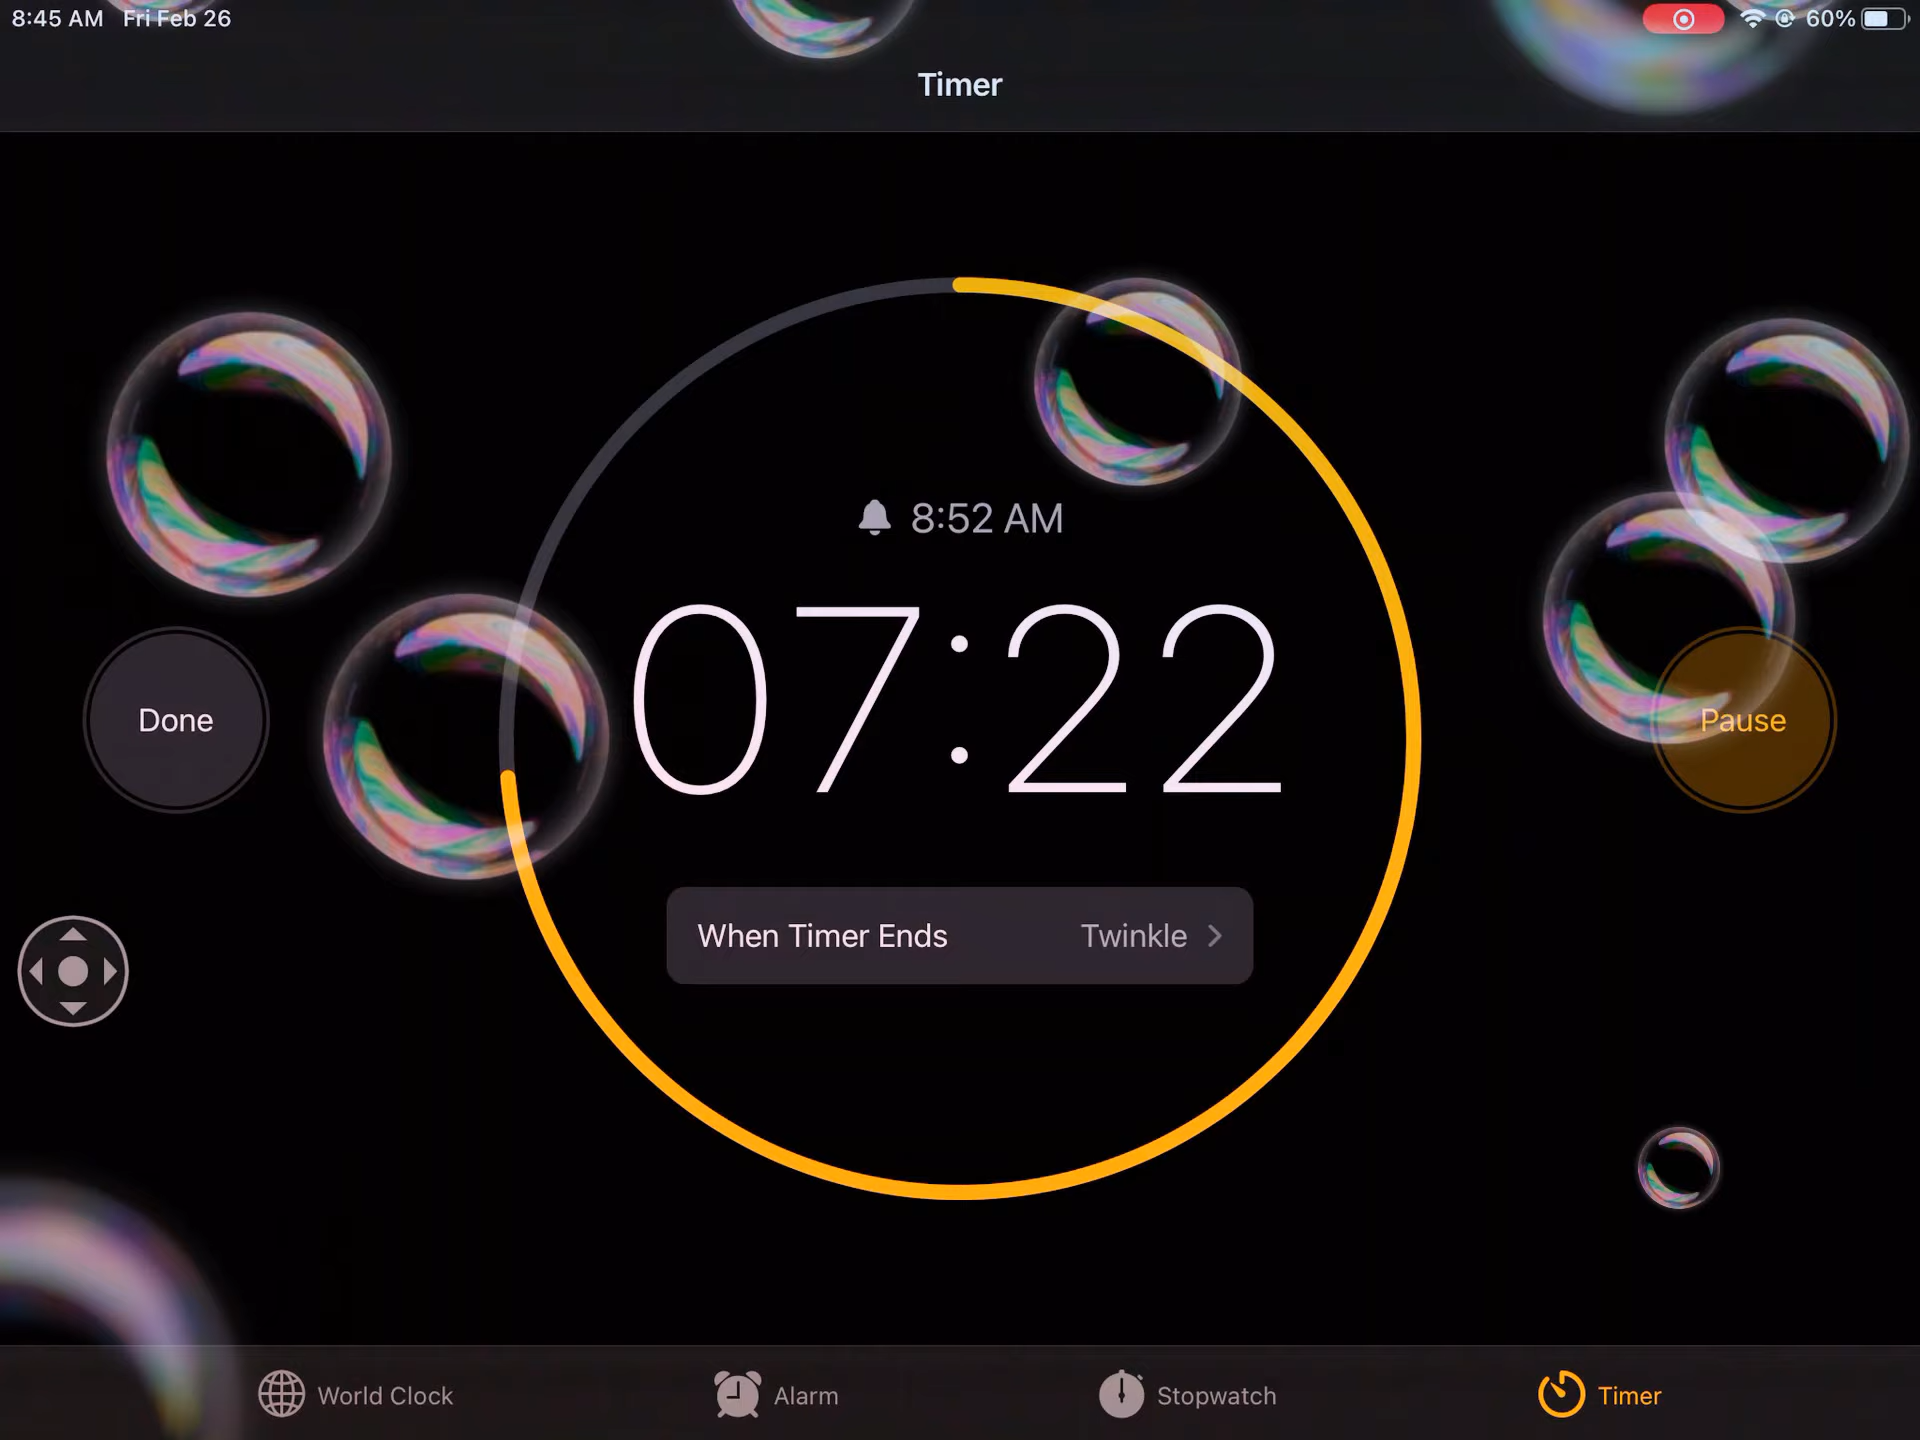 8:45 AM Fri Feb 26
60%
Timer
8:52 AM
07:22
Done
Pause
When Timer Ends Twinkle
World Clock Alarm Stopwatch Timer